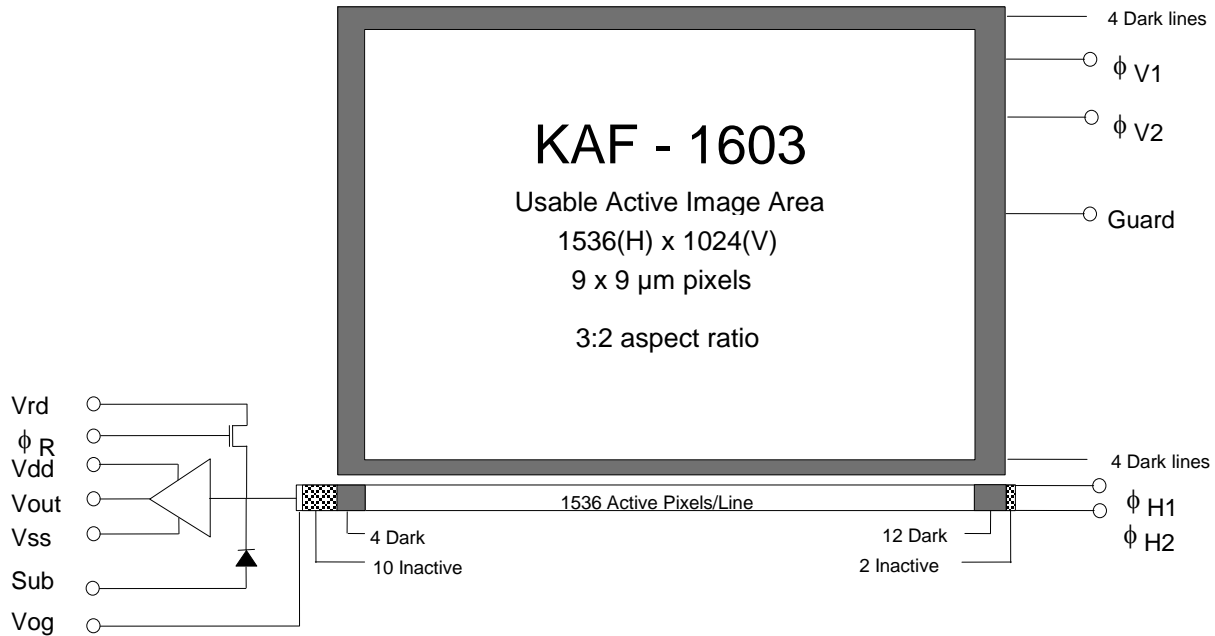 4 Dark lines
ϕ V1
ϕ V2
KAF - 1603
Usable Active Image Area
1536(H) x 1024(V)
9 x 9 µm pixels
3:2 aspect ratio
Guard
Vrd
ϕ R
Vdd
Vout
Vss
Sub
Vog
4 Dark lines
1536 Active Pixels/Line
ϕ H1
ϕ H2
4 Dark
10 Inactive
12 Dark
2 Inactive